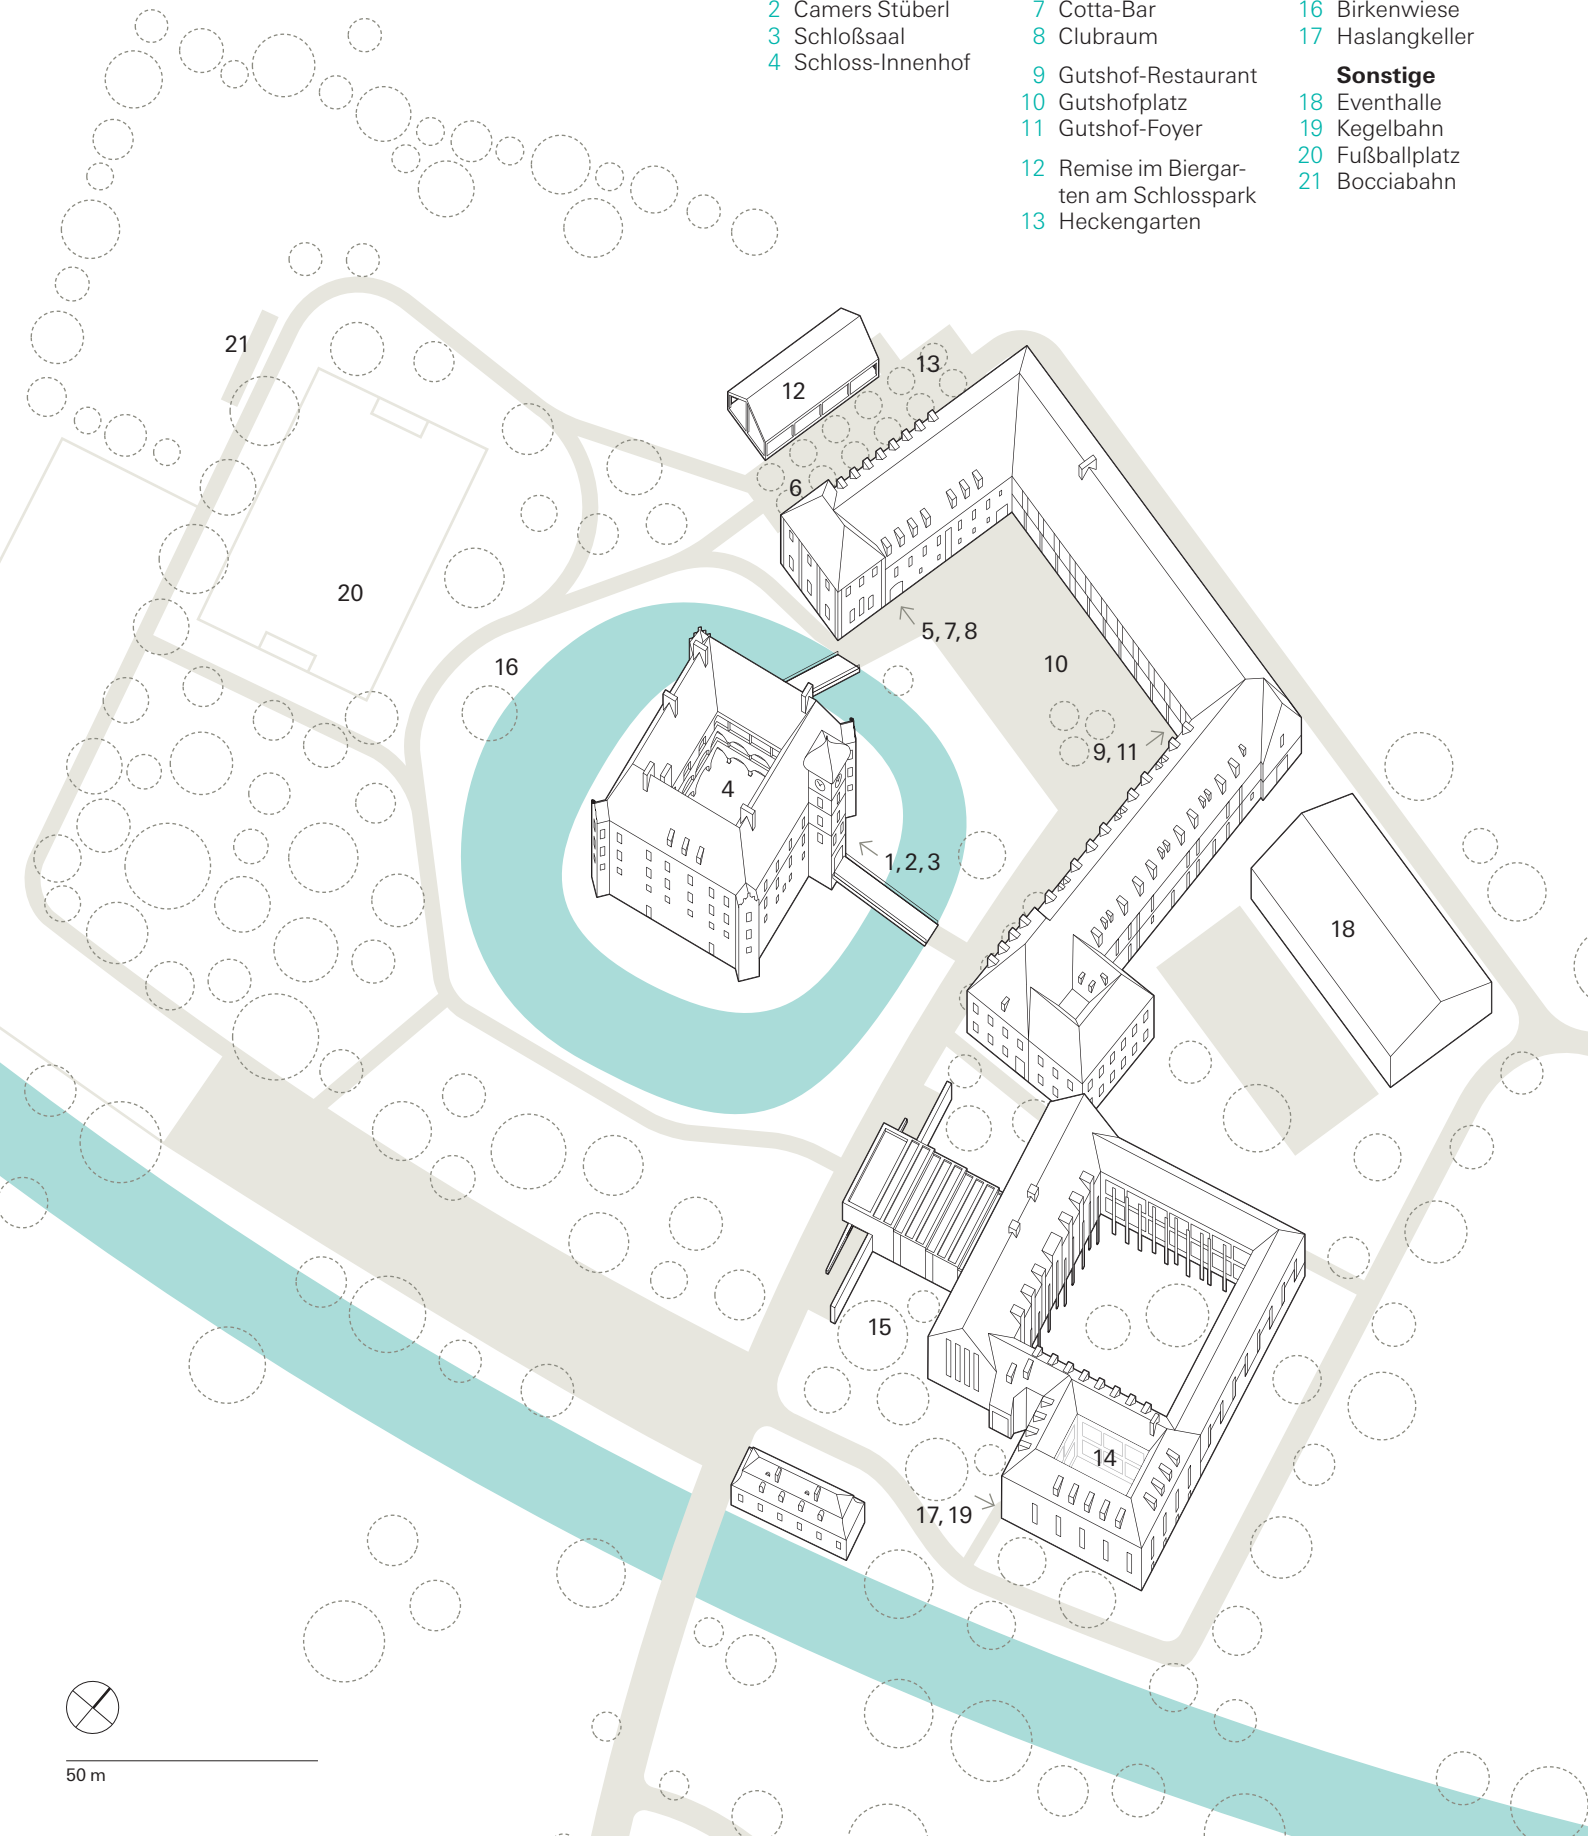 2 Camers Stüberl
3 Schloßsaal
4 Schloss-Innenhof
7 Cotta-Bar
8 Clubraum
9 Gutshof-Restaurant
10 Gutshofplatz
11 Gutshof-Foyer
12 Remise im Biergar-
ten am Schlosspark
13 Heckengarten
16 Birkenwiese
17 Haslangkeller
Sonstige
18 Eventhalle
19 Kegelbahn
20 Fußballplatz
21 Bocciabahn
21
13
12
6
20
5, 7, 8
10
16
9, 11
4
1, 2, 3
18
15
14
17, 19
50 m